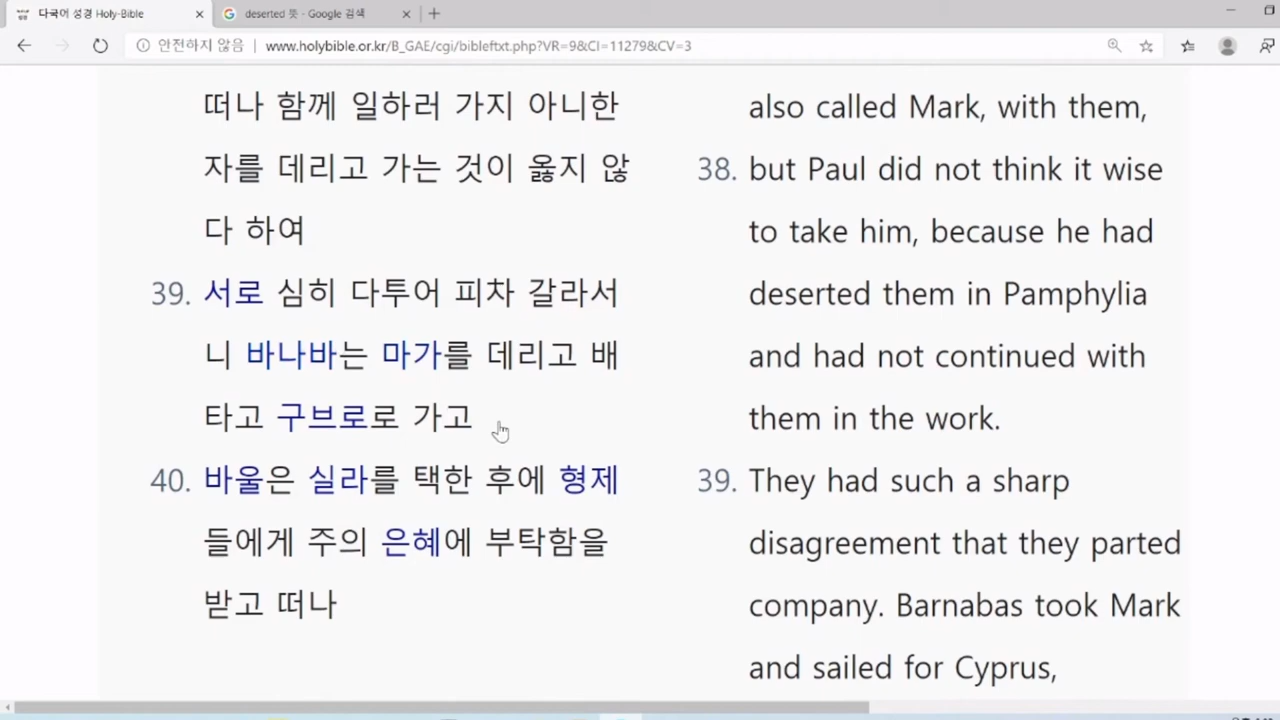 다국어 성경 Holy-Bible
deserted 뜻 - Google 검색
안전하지 않음 | www.holybible.or.kr/B_GAE/cgi/bibleftxt.php?VR=9&CI=11279&CV=3
떠나 함께 일하러 가지 아니한
자를 데리고 가는 것이 옳지 않
다 하여
39. 서로 심히 다투어 피차 갈라서
니 바나바는 마가를 데리고 배
타고 구브로로 가고
40. 바울은 실라를 택한 후에 형제
들에게 주의 은혜에 부탁함을
받고 떠나
also called Mark, with them,
38. but Paul did not think it wise
to take him, because he had
deserted them in Pamphylia
and had not continued with
them in the work.
39. They had such a sharp
disagreement that they parted
company. Barnabas took Mark
and sailed for Cyprus,